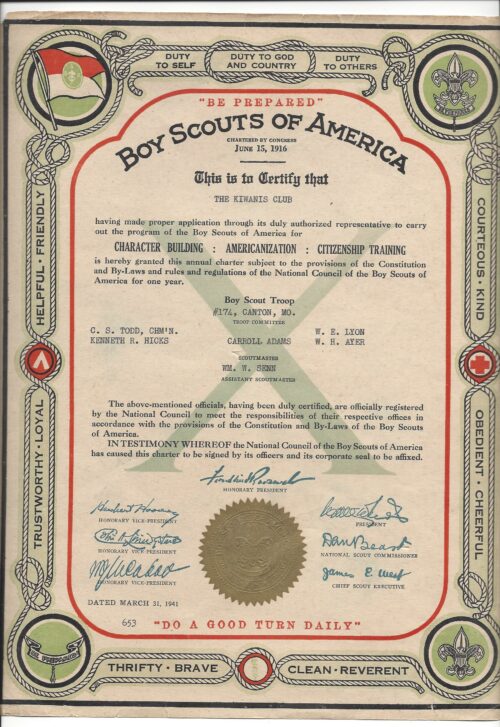 DUTY TO SELF
DUTY TO GOD AND COUNTRY
DUTY TO OTHERS
"BE PREPARED"
BOY SCOUTS OF AMERICA
CHARTERED BY CONGRESS
JUNE 15, 1916
This is to Certify that
THE KIWANIS CLUB
having made proper application through its duly authorized representative to carry
out the program of the Boy Scouts of America for
CHARACTER BUILDING : AMERICANIZATION : CITIZENSHIP TRAINING
is hereby granted this annual charter subject to the provisions of the Constitution
and By-Laws and rules and regulations of the National Council of the Boy Scouts of
America for one year.
Boy Scout Troop
#174, CANTON, MO.
TROOP COMMITTEE
C. S. TODD, CHM'N. W. E. LYON
KENNETH R. HICKS CARROLL ADAMS W. H. AYER
SCOUTMASTER
WM. W. SENN
ASSISTANT SCOUTMASTER
The above-mentioned officials, having been duly certified, are officially registered
by the National Council to meet the responsibilities of their respective offices in
accordance with the provisions of the Constitution and By-Laws of the Boy Scouts
of America.
IN TESTIMONY WHEREOF the National Council of the Boy Scouts of America
has caused this charter to be signed by its officers and its corporate seal to be affixed.
Franklin D Roosevelt
HONORARY PRESIDENT
Herbert Hoover
HONORARY VICE-PRESIDENT
PRESIDENT
HONORARY VICE-PRESIDENT
Dan Beard
NATIONAL SCOUT COMMISSIONER
HONORARY VICE-PRESIDENT
James E. West
CHIEF SCOUT EXECUTIVE
DATED MARCH 31, 1941
653
"DO A GOOD TURN DAILY"
HELPFUL · FRIENDLY
TRUSTWORTHY · LOYAL
COURTEOUS · KIND
OBEDIENT · CHEERFUL
BE PREPARED
THRIFTY · BRAVE
CLEAN · REVERENT